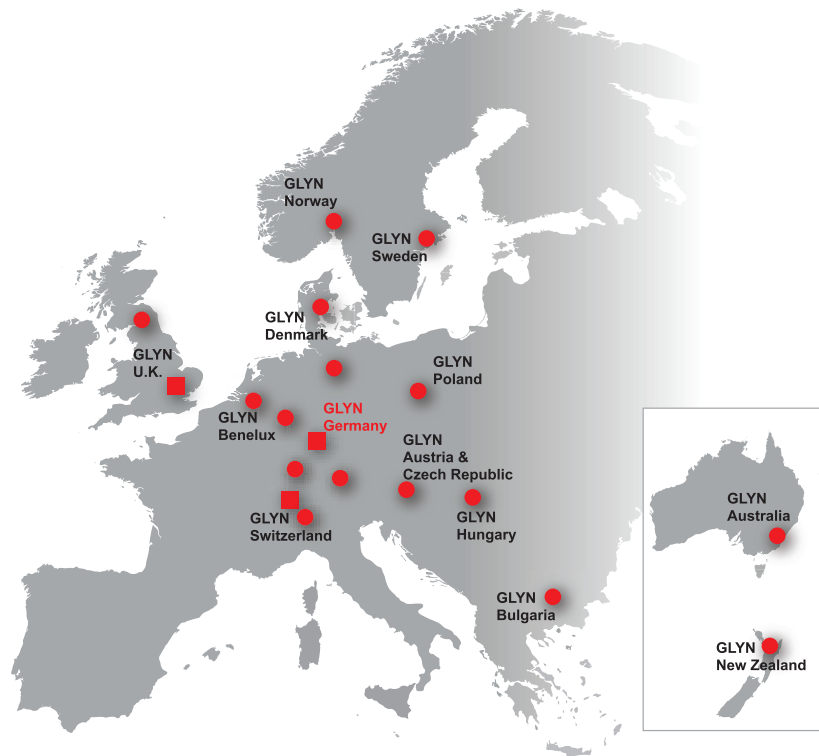 GLYN
Norway
GLYN
Sweden
GLYN
Denmark
GLYN
U.K.
GLYN
Poland
GLYN
Benelux
GLYN
Germany
GLYN
Austria &
Czech Republic
GLYN
Switzerland
GLYN
Hungary
GLYN
Bulgaria
GLYN
Australia
GLYN
New Zealand